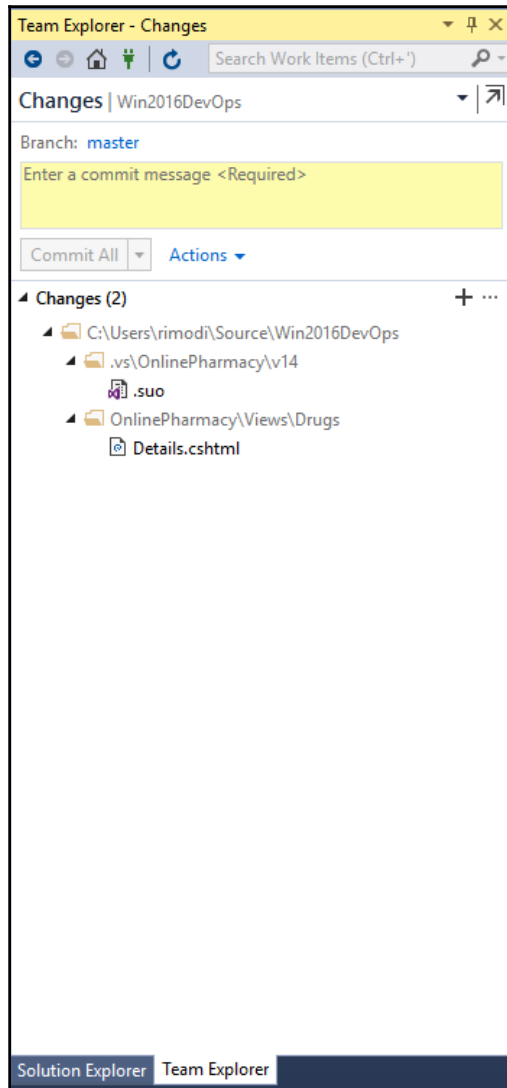 Team Explorer - Changes
Search Work Items (Ctrl+')
Changes | Win2016DevOps
Branch: master
Enter a commit message <Required>
Commit All Actions
Changes (2)
C:\Users\rimodi\Source\Win2016DevOps
.vs\OnlinePharmacy\v14
.suo
OnlinePharmacy\Views\Drugs
Details.cshtml
Solution Explorer Team Explorer